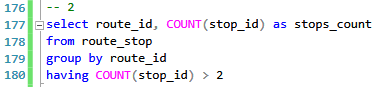 176 -- 2
177 select route_id, COUNT(stop_id) as stops_count
178 from route_stop
179 group by route_id
180 having COUNT(stop_id) > 2